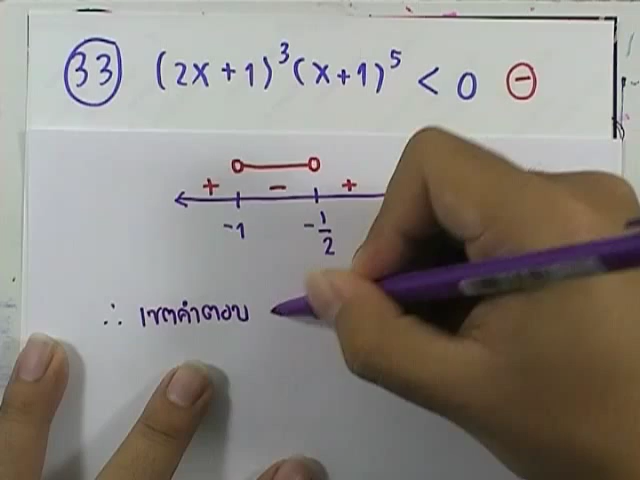 33 (2x+1)³(x+1)⁵ < 0 ⊖
+ - +
-1 -1/2
∴ เซตคำตอบ